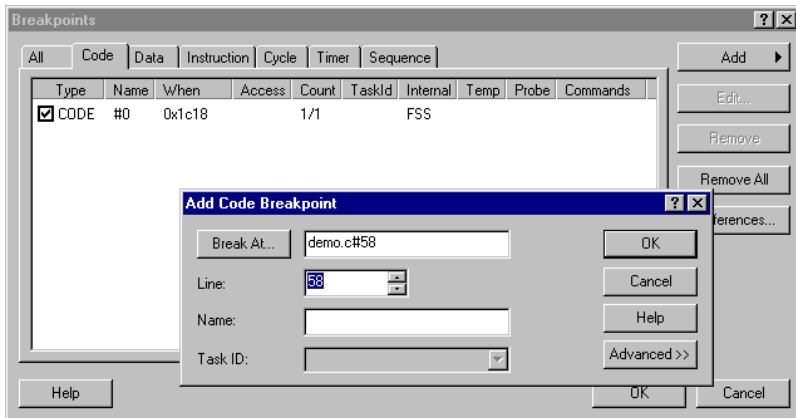 Breakpoints
All Code Data Instruction Cycle Timer Sequence
Type Name When Access Count TaskId Internal Temp Probe Commands
CODE #0 0x1c18 1/1 FSS
Add
Edit...
Remove
Remove All
ferences...
Add Code Breakpoint
Break At... demo.c#58
Line: 58
Name:
Task ID:
OK
Cancel
Help
Advanced >>
Help
OK
Cancel